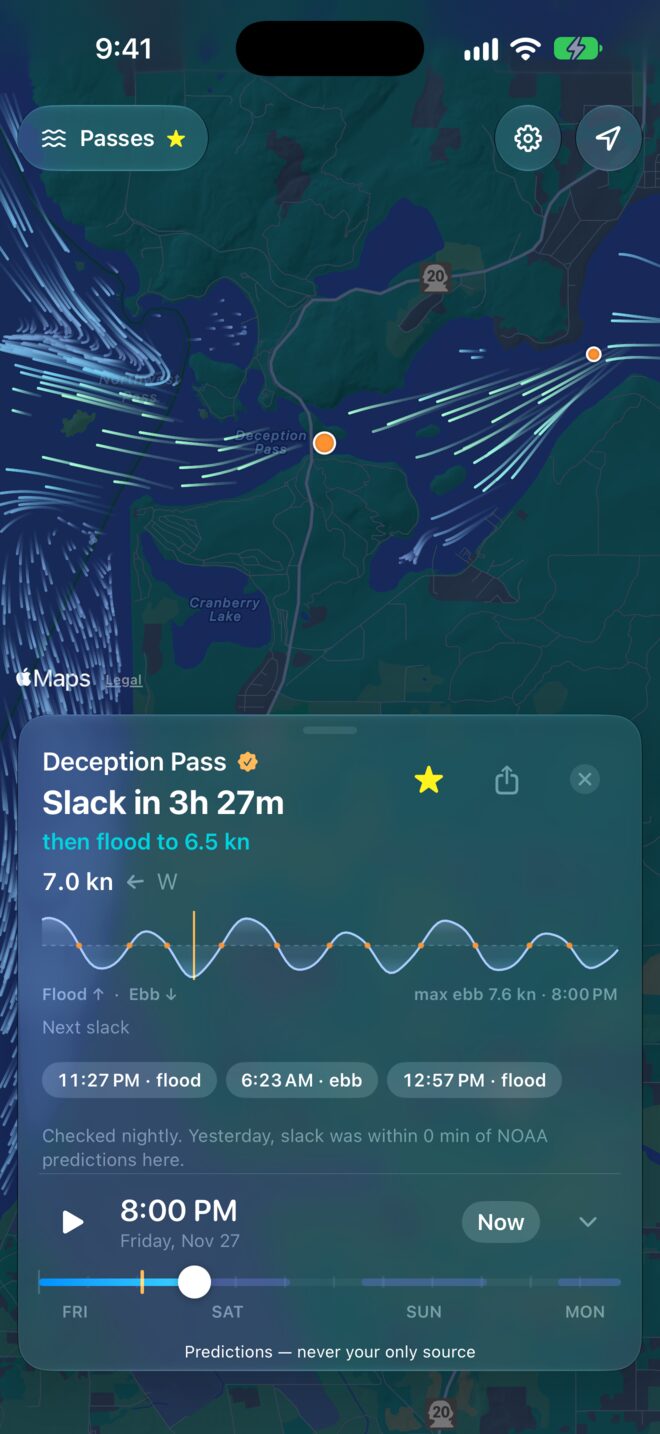 9:41
Passes
20
Northwest
Pass
Deception
Pass
Cranberry
Lake
Maps Legal
Deception Pass
Slack in 3h 27m
then flood to 6.5 kn
7.0 kn ← W
Flood ↑ · Ebb ↓ max ebb 7.6 kn · 8:00 PM
Next slack
11:27 PM · flood 6:23 AM · ebb 12:57 PM · flood
Checked nightly. Yesterday, slack was within 0 min of NOAA
predictions here.
8:00 PM
Now
Friday, Nov 27
FRI SAT SUN MON
Predictions — never your only source
20